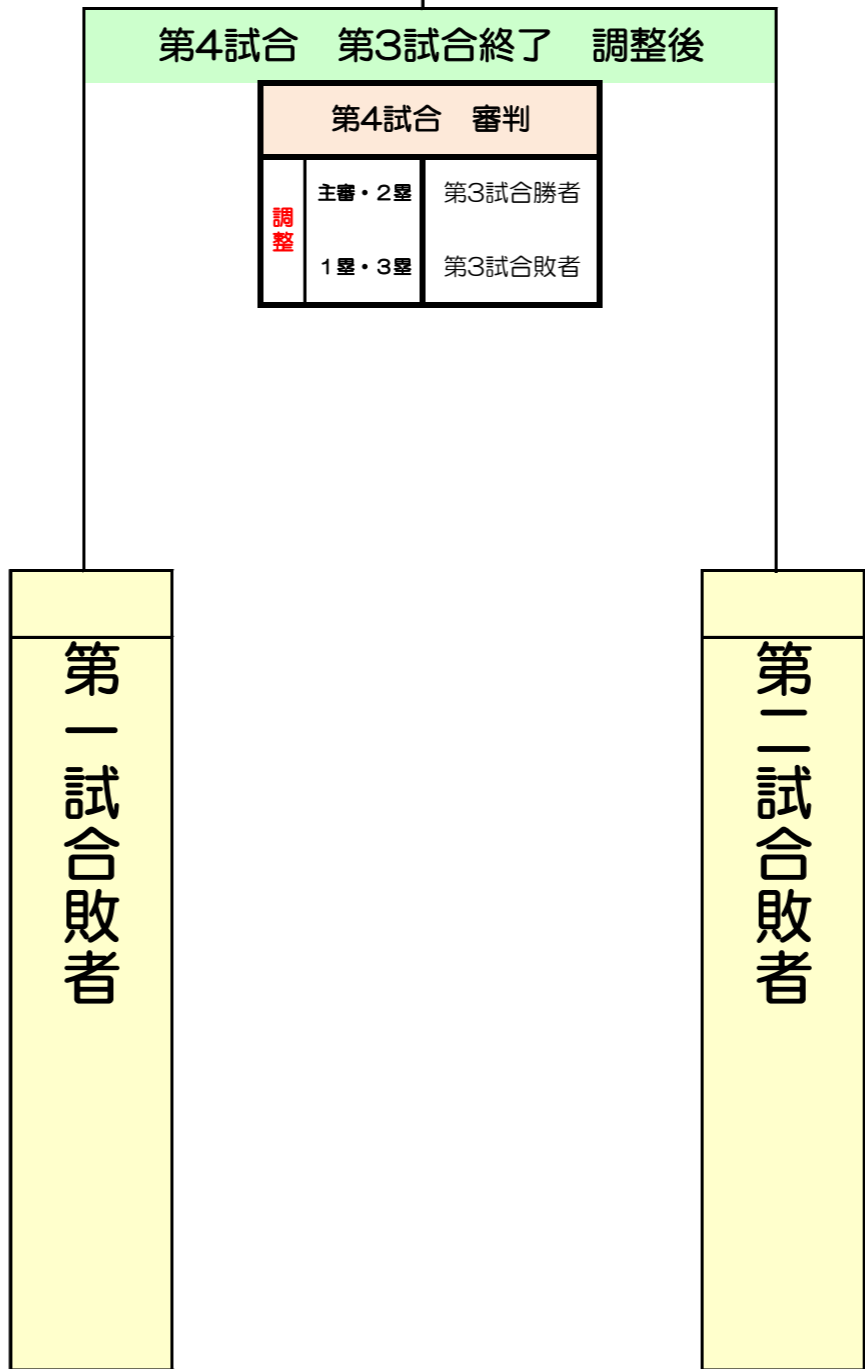 第4試合　第3試合終了　調整後
第4試合　審判
調整
主審・2塁
第3試合勝者
1塁・3塁
第3試合敗者
第一試合敗者
第二試合敗者